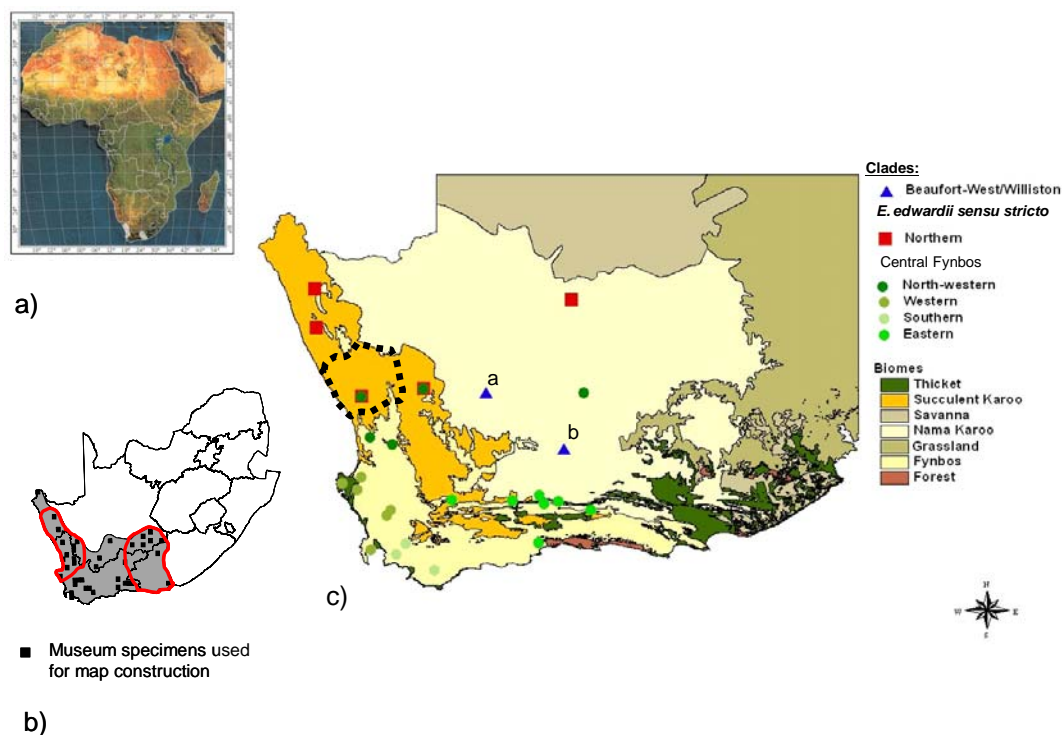 a)
Clades:
Beaufort-West/Williston
E. edwardii sensu stricto
Northern
Central Fynbos
North-western
Western
Southern
Eastern
Biomes
Thicket
Succulent Karoo
Savanna
Nama Karoo
Grassland
Fynbos
Forest
a
b
c)
N
W E
S
Museum specimens used
for map construction
b)